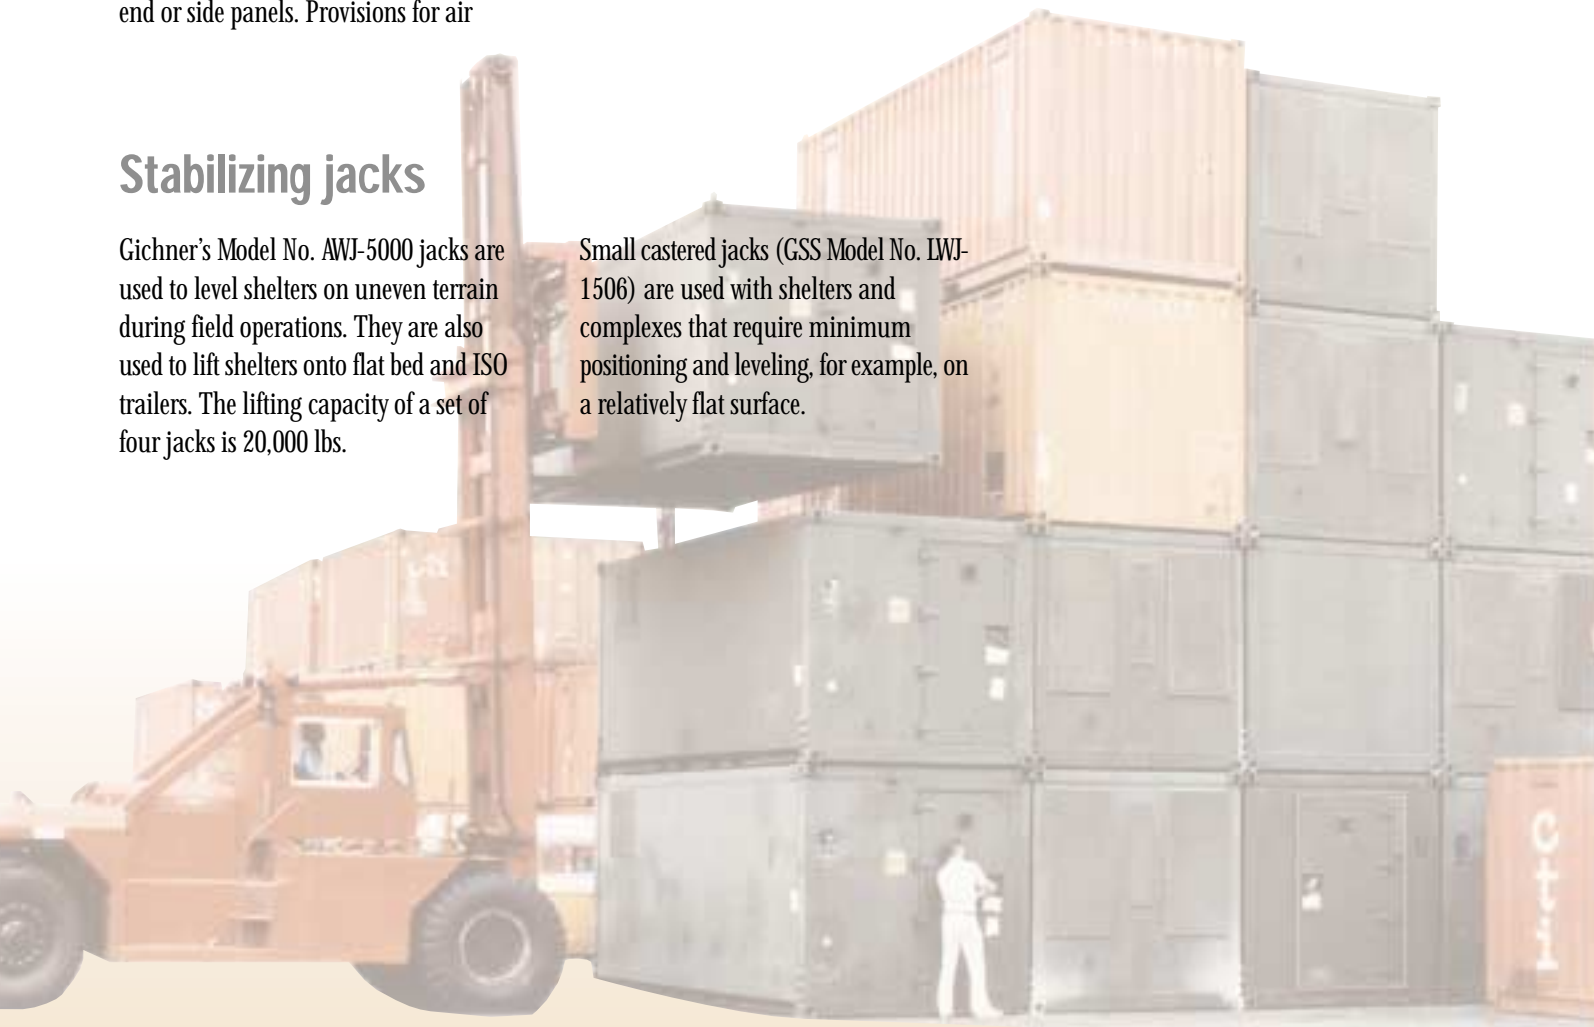 end or side panels. Provisions for air
Stabilizing jacks
Gichner’s Model No. AWJ-5000 jacks are
used to level shelters on uneven terrain
during field operations. They are also
used to lift shelters onto flat bed and ISO
trailers. The lifting capacity of a set of
four jacks is 20,000 lbs.
Small castered jacks (GSS Model No. LWJ-
1506) are used with shelters and
complexes that require minimum
positioning and leveling, for example, on
a relatively flat surface.
cti